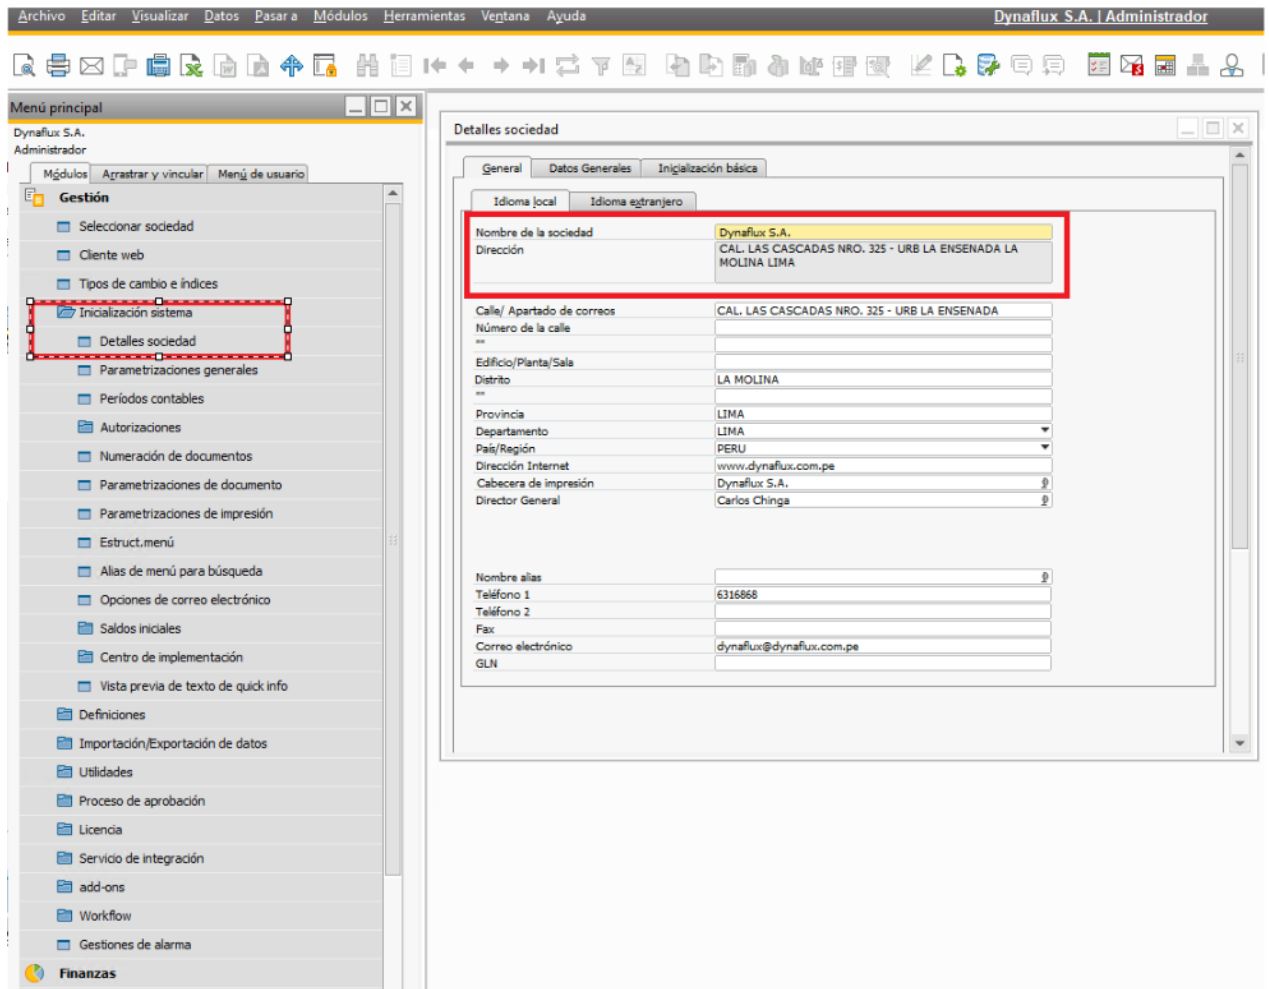 Archivo Editar Visualizar Datos Pasar a Módulos Herramientas Ventana Ayuda Dynaflux S.A. | Administrador
Menú principal
Dynaflux S.A.
Administrador
Módulos Arrastrar y vincular Menú de usuario
Gestión
Seleccionar sociedad
Cliente web
Tipos de cambio e índices
Inicialización sistema
Detalles sociedad
Parametrizaciones generales
Períodos contables
Autorizaciones
Numeración de documentos
Parametrizaciones de documento
Parametrizaciones de impresión
Estruct.menú
Alias de menú para búsqueda
Opciones de correo electrónico
Saldos iniciales
Centro de implementación
Vista previa de texto de quick info
Definiciones
Importación/Exportación de datos
Utilidades
Proceso de aprobación
Licencia
Servicio de integración
add-ons
Workflow
Gestiones de alarma
Finanzas
Detalles sociedad
General Datos Generales Inicialización básica
Idioma local Idioma extranjero
Nombre de la sociedad Dynaflux S.A.
Dirección CAL. LAS CASCADAS NRO. 325 - URB LA ENSENADA LA
MOLINA LIMA
Calle/ Apartado de correos CAL. LAS CASCADAS NRO. 325 - URB LA ENSENADA
Número de la calle
""
Edificio/Planta/Sala
Distrito LA MOLINA
""
Provincia LIMA
Departamento LIMA
País/Región PERU
Dirección Internet www.dynaflux.com.pe
Cabecera de impresión Dynaflux S.A.
Director General Carlos Chinga
Nombre alias
Teléfono 1 6316868
Teléfono 2
Fax
Correo electrónico dynaflux@dynaflux.com.pe
GLN